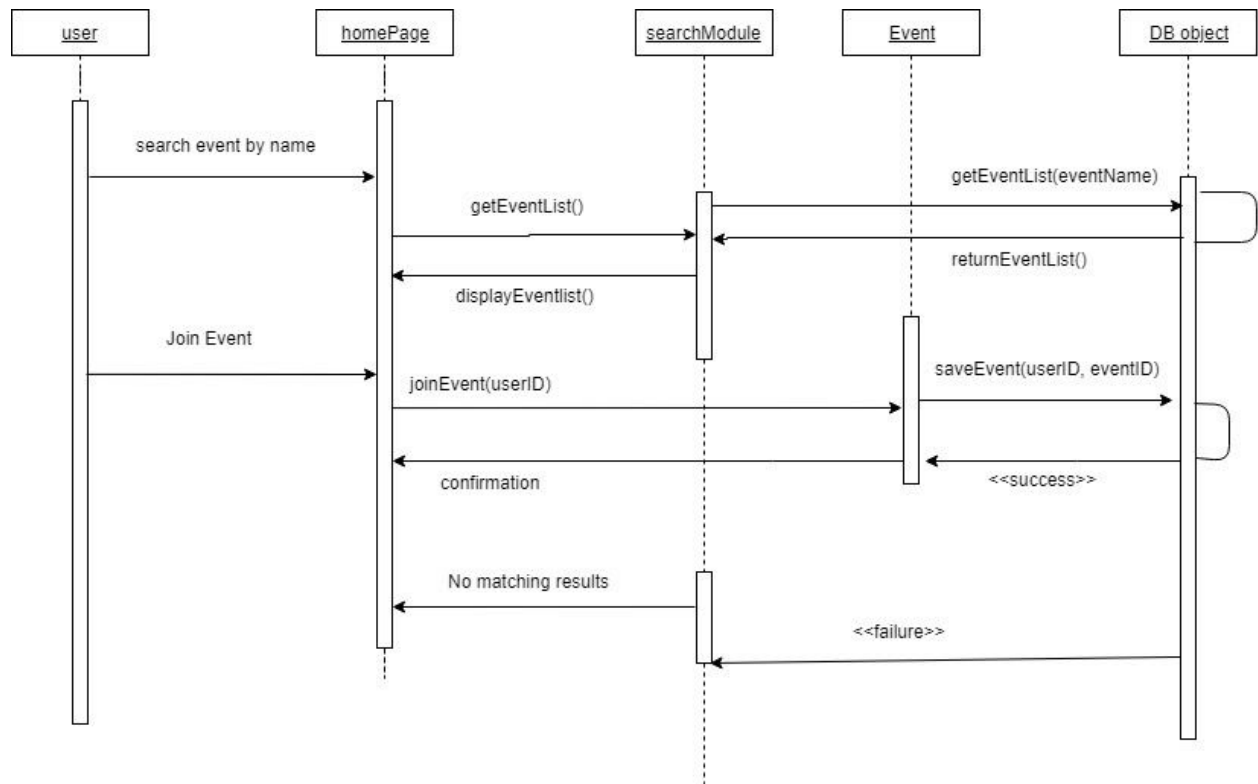 user
homePage
searchModule
Event
DB object
search event by name
getEventList(eventName)
getEventList()
returnEventList()
displayEventlist()
Join Event
saveEvent(userID, eventID)
joinEvent(userID)
confirmation
<<success>>
No matching results
<<failure>>